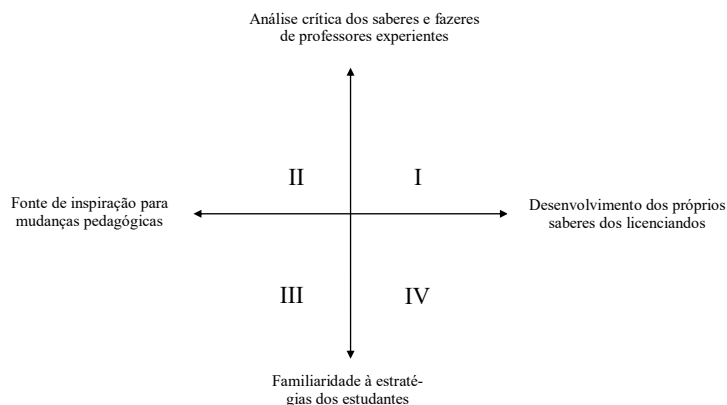 Análise crítica dos saberes e fazeres
de professores experientes
II
I
Fonte de inspiração para
mudanças pedagógicas
Desenvolvimento dos próprios
saberes dos licenciandos
III
IV
Familiaridade à estraté-
gias dos estudantes